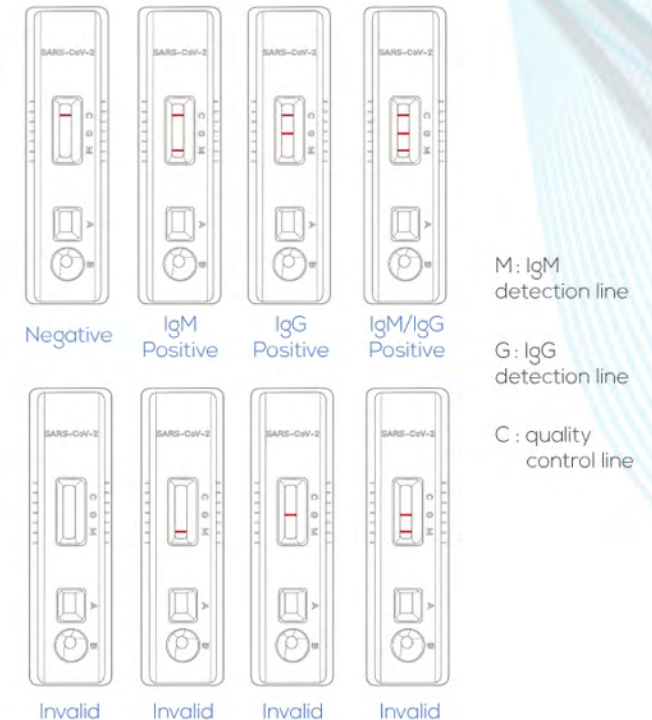 SARS-CoV-2
C G M
A
B
SARS-CoV-2
C G M
A
B
SARS-CoV-2
C G M
A
B
SARS-CoV-2
C G M
A
B
Negative
IgM
Positive
IgG
Positive
IgM/IgG
Positive
M : IgM
detection line
G : IgG
detection line
C : quality
control line
SARS-CoV-2
C G M
A
B
SARS-CoV-2
C G M
A
B
SARS-CoV-2
C G M
A
B
SARS-CoV-2
C G M
A
B
Invalid
Invalid
Invalid
Invalid